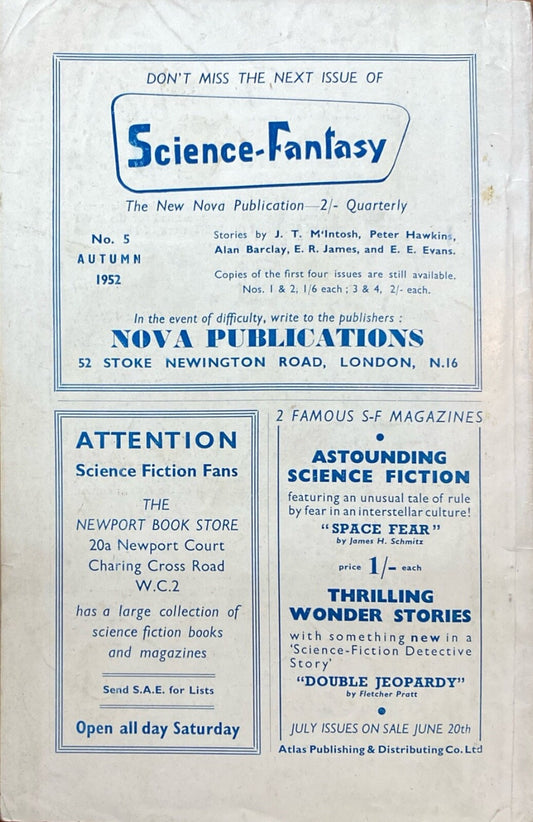 DON'T MISS THE NEXT ISSUE OF
Science-Fantasy
The New Nova Publication—2/- Quarterly
No. 5
AUTUMN
1952
Stories by J. T. M'Intosh, Peter Hawkins,
Alan Barclay, E. R. James, and E. E. Evans.
Copies of the first four issues are still available,
Nos. 1 & 2, 1/6 each ; 3 & 4, 2/- each.
In the event of difficulty, write to the publishers :
NOVA PUBLICATIONS
52 STOKE NEWINGTON ROAD, LONDON, N.16
ATTENTION
Science Fiction Fans
THE
NEWPORT BOOK STORE
20a Newport Court
Charing Cross Road
W.C.2
has a large collection of
science fiction books
and magazines
Send S.A.E. for Lists
Open all day Saturday
2 FAMOUS S-F MAGAZINES
ASTOUNDING
SCIENCE FICTION
featuring an unusual tale of rule
by fear in an interstellar culture!
"SPACE FEAR"
by James H. Schmitz
price 1/- each
THRILLING
WONDER STORIES
with something new in a
'Science-Fiction Detective
Story'
"DOUBLE JEOPARDY"
by Fletcher Pratt
JULY ISSUES ON SALE JUNE 20th
Atlas Publishing & Distributing Co. Ltd